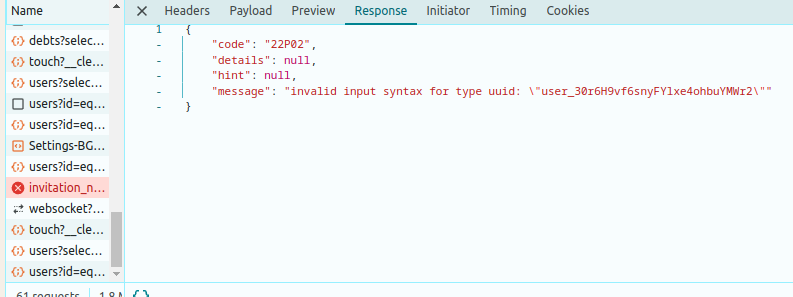 Name
Headers Payload Preview Response Initiator Timing Cookies
debts?selec...
touch?__cle...
users?selec...
users?id=eq...
users?id=eq...
Settings-BG...
users?id=eq...
invitation_n...
websocket?...
touch?__cle...
users?selec...
users?id=eq...
1 {
- "code": "22P02",
- "details": null,
- "hint": null,
- "message": "invalid input syntax for type uuid: \"user_30r6H9vf6snyFYlxe4ohbuYMWr2\""
- }
61 requests 1.8 M
{}